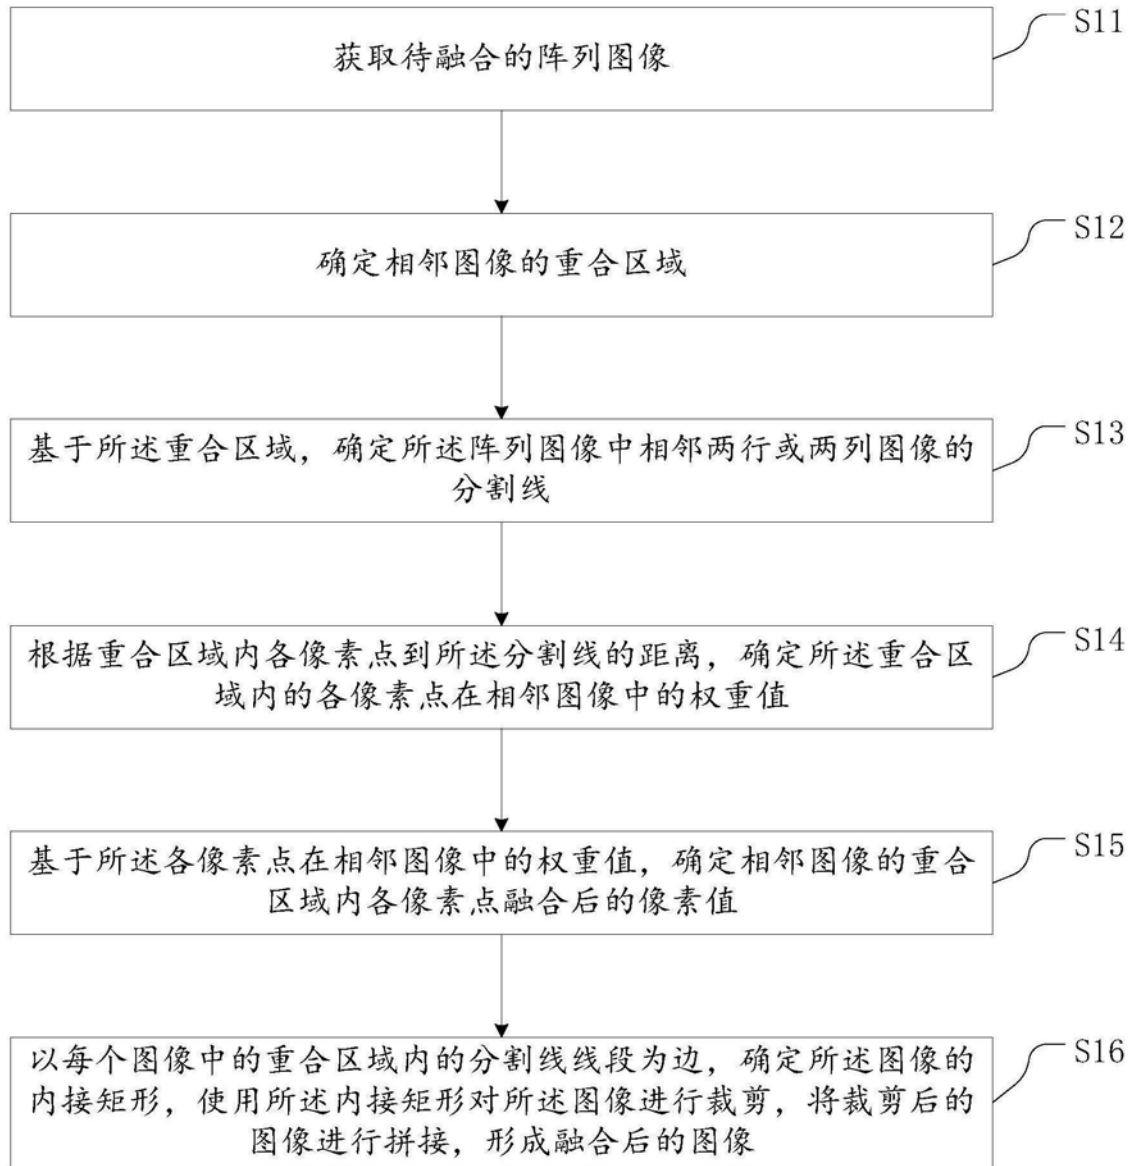 获取待融合的阵列图像
S11
确定相邻图像的重合区域
S12
基于所述重合区域，确定所述阵列图像中相邻两行或两列图像的
分割线
S13
根据重合区域内各像素点到所述分割线的距离，确定所述重合区
域内的各像素点在相邻图像中的权重值
S14
基于所述各像素点在相邻图像中的权重值，确定相邻图像的重合
区域内各像素点融合后的像素值
S15
以每个图像中的重合区域内的分割线线段为边，确定所述图像的
内接矩形，使用所述内接矩形对所述图像进行裁剪，将裁剪后的
图像进行拼接，形成融合后的图像
S16